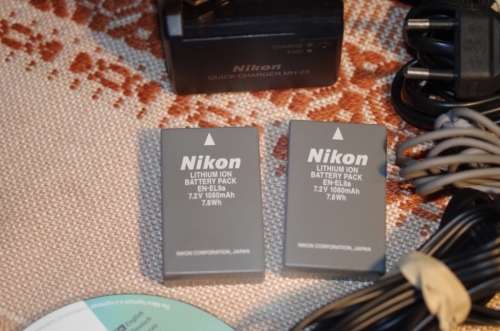 Nikon
QUICK CHARGER MH-23
Nikon
LITHIUM ION
BATTERY PACK
EN-EL9a
7.2V 1080mAh
7.8Wh
NIKON CORPORATION, JAPAN
Nikon
LITHIUM ION
BATTERY PACK
EN-EL9a
7.2V 1080mAh
7.8Wh
NIKON CORPORATION, JAPAN
English